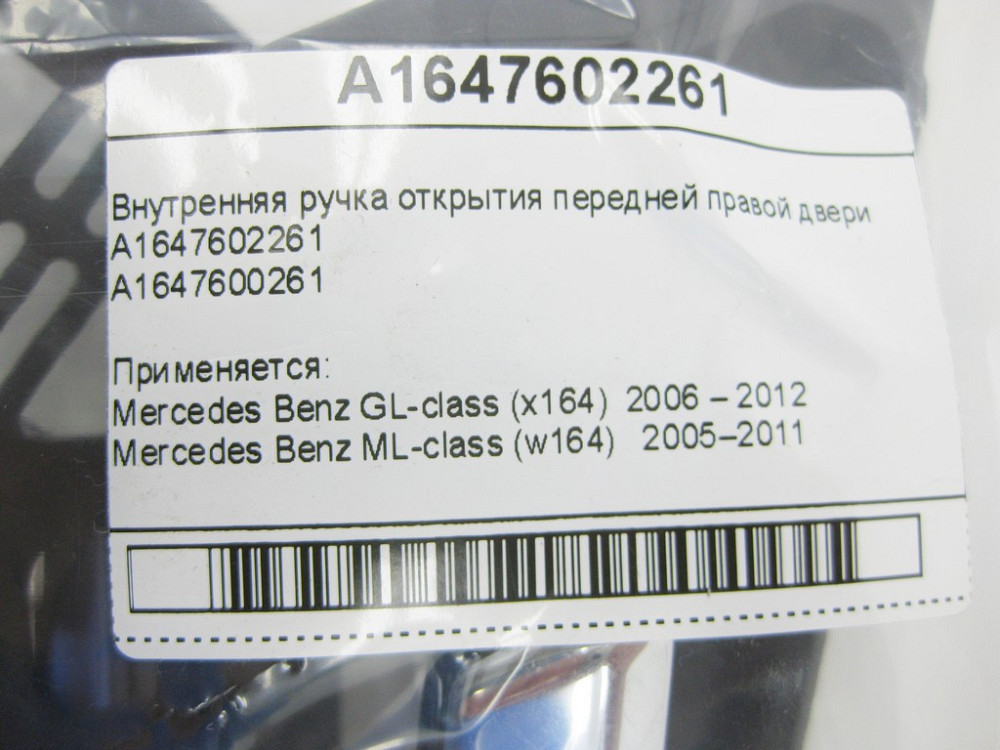 A1647602261
Внутренняя ручка открытия передней правой двери
A1647602261
A1647600261
Применяется:
Mercedes Benz GL-class (x164) 2006 – 2012
Mercedes Benz ML-class (w164) 2005–2011